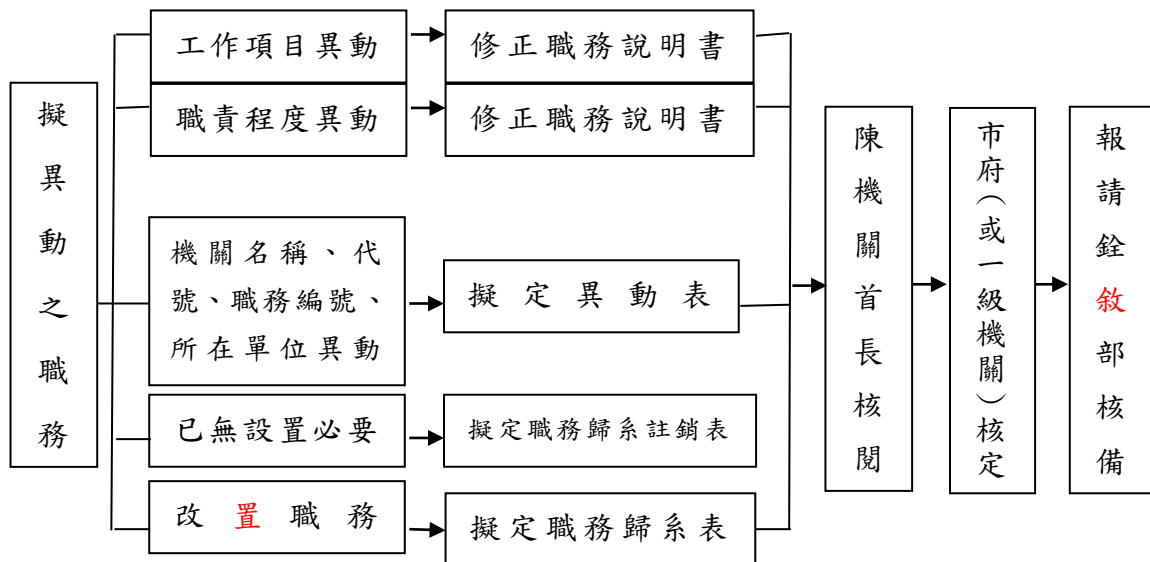 擬異動之職務
工作項目異動
修正職務說明書
職責程度異動
修正職務說明書
機關名稱、代
號、職務編號、
所在單位異動
擬定異動表
已無設置必要
擬定職務歸系註銷表
改置職務
擬定職務歸系表
陳機關首長核閱
市府(或一級機關)核定
報請銓敘部核備